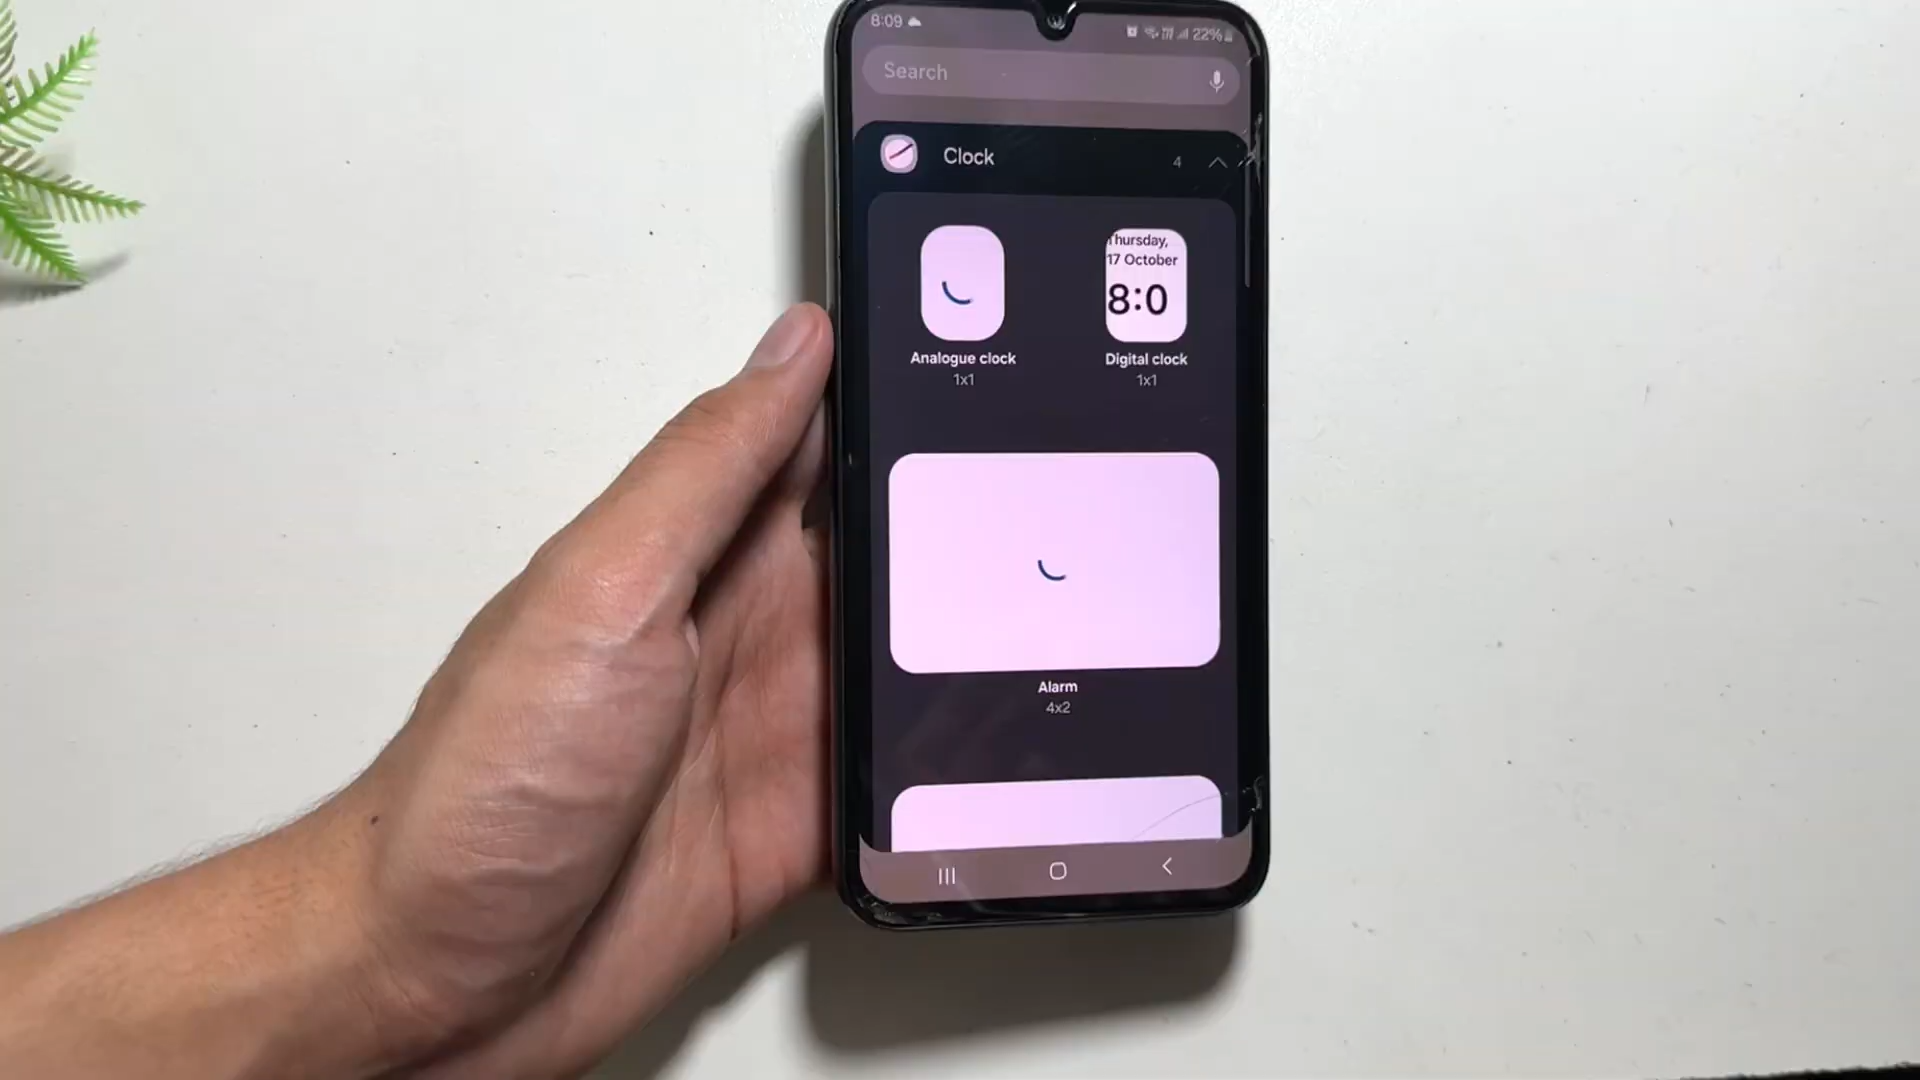 8:09 22%
Search
Clock 4
Thursday,
17 October
8:0
Analogue clock
1x1
Digital clock
1x1
Alarm
4x2